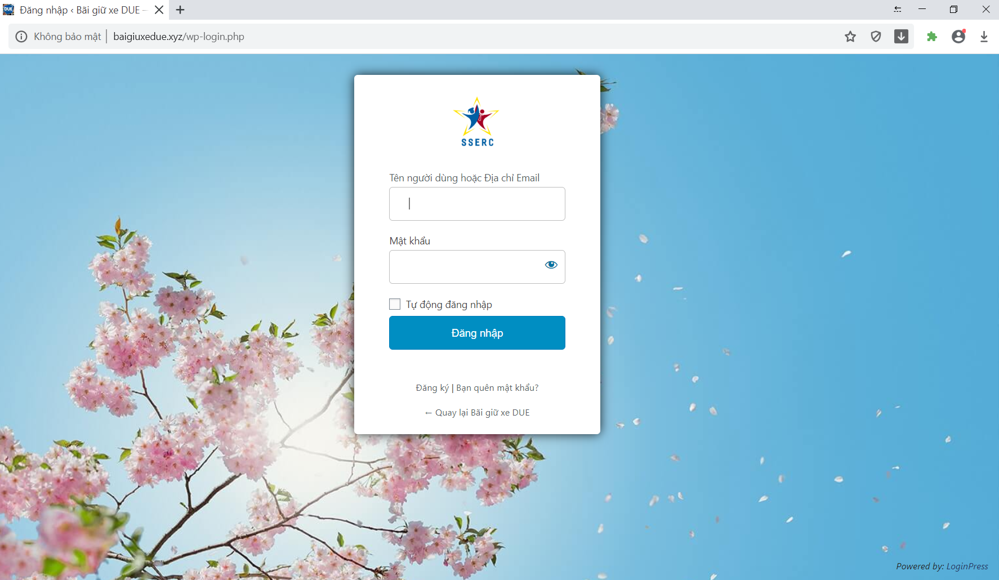 DUE
Đăng nhập ‹ Bãi giữ xe DUE –
Không bảo mật
baigiuxedue.xyz/wp-login.php
SSERC
Tên người dùng hoặc Địa chỉ Email
Mật khẩu
Tự động đăng nhập
Đăng nhập
Đăng ký | Bạn quên mật khẩu?
← Quay lại Bãi giữ xe DUE
Powered by: LoginPress